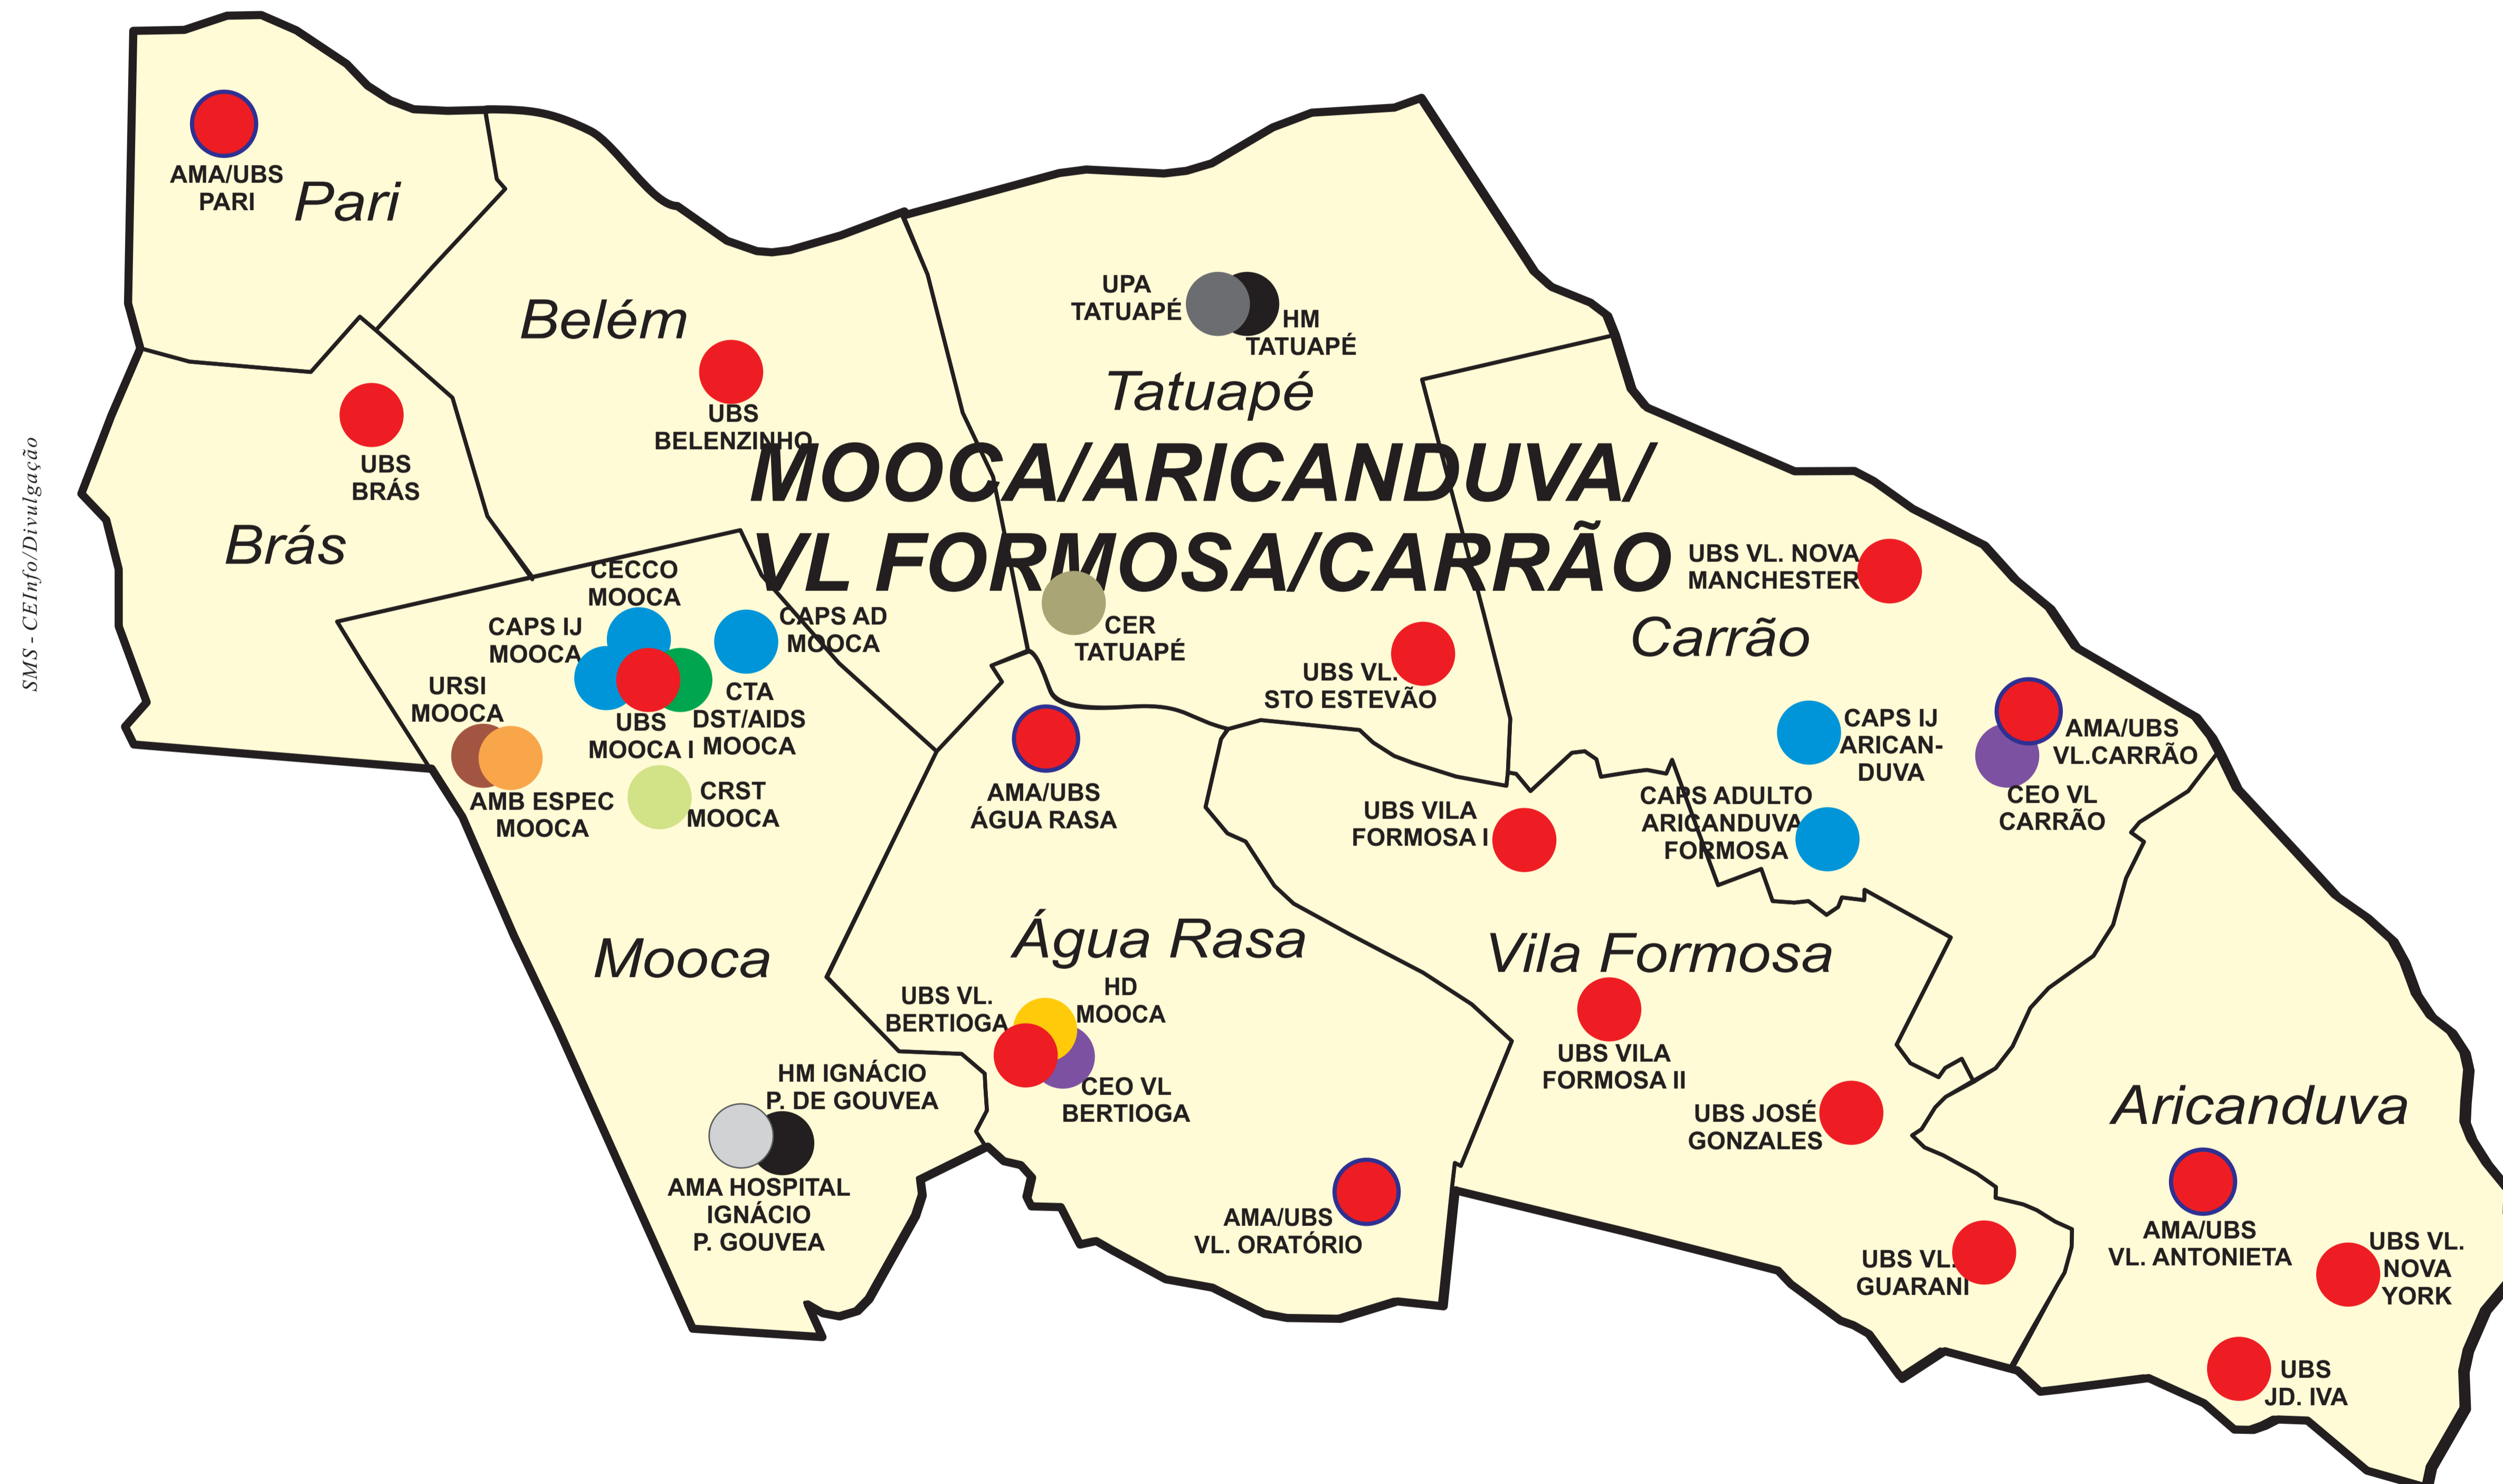 AMA/UBS
PARI
Pari
UBS
BRÁS
Brás
Belém
UBS
BELENZINHO
UPA
TATUAPÉ
HM
TATUAPÉ
Tatuapé
MOOCA/ARICANDUVA/
VL FORMOSA/CARRÃO
SMS - CEInfo/Divulgação
CECCO
MOOCA
CAPS IJ
MOOCA
CAPS AD
MOOCA
URSI
MOOCA
UBS
MOOCA I
CTA
DST/AIDS
MOOCA
AMB ESPEC
MOOCA
CRST
MOOCA
Mooca
HM IGNÁCIO
P. DE GOUVEA
AMA HOSPITAL
IGNÁCIO
P. GOUVEA
CER
TATUAPÉ
UBS VL.
STO ESTEVÃO
AMA/UBS
ÁGUA RASA
Água Rasa
UBS VL.
BERTIOGA
HD
MOOCA
CEO VL
BERTIOGA
AMA/UBS
VL. ORATÓRIO
UBS VL. NOVA
MANCHESTER
Carrão
CAPS IJ
ARICAN-
DUVA
AMA/UBS
VL.CARRÃO
CEO VL
CARRÃO
CAPS ADULTO
ARICANDUVA
FORMOSA
UBS VILA
FORMOSA I
Vila Formosa
UBS VILA
FORMOSA II
UBS JOSÉ
GONZALES
UBS VL.
GUARANI
Aricanduva
AMA/UBS
VL. ANTONIETA
UBS VL.
NOVA
YORK
UBS
JD. IVA